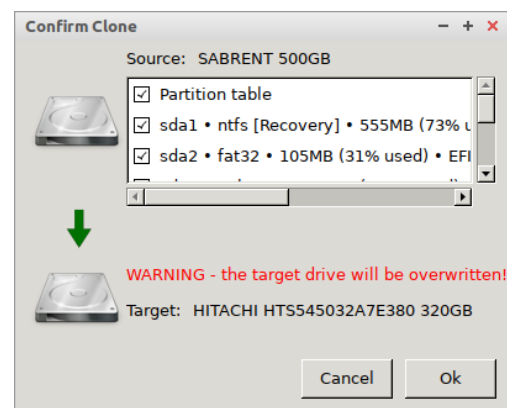 Confirm Clone
Source: SABRENT 500GB
Partition table
sda1 • ntfs [Recovery] • 555MB (73% u
sda2 • fat32 • 105MB (31% used) • EFI
WARNING - the target drive will be overwritten!
Target: HITACHI HTS545032A7E380 320GB
Cancel Ok